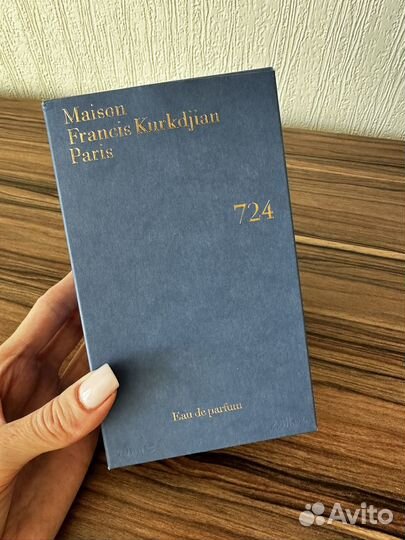 Maison
Francis Kurkdjian
Paris
724
Eau de parfum
Avito